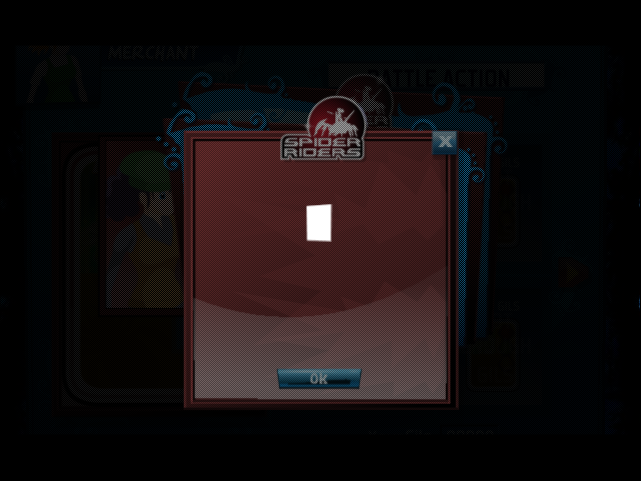 MERCHANT
BATTLE ACTION
SPIDER
RIDERS
X
Ok